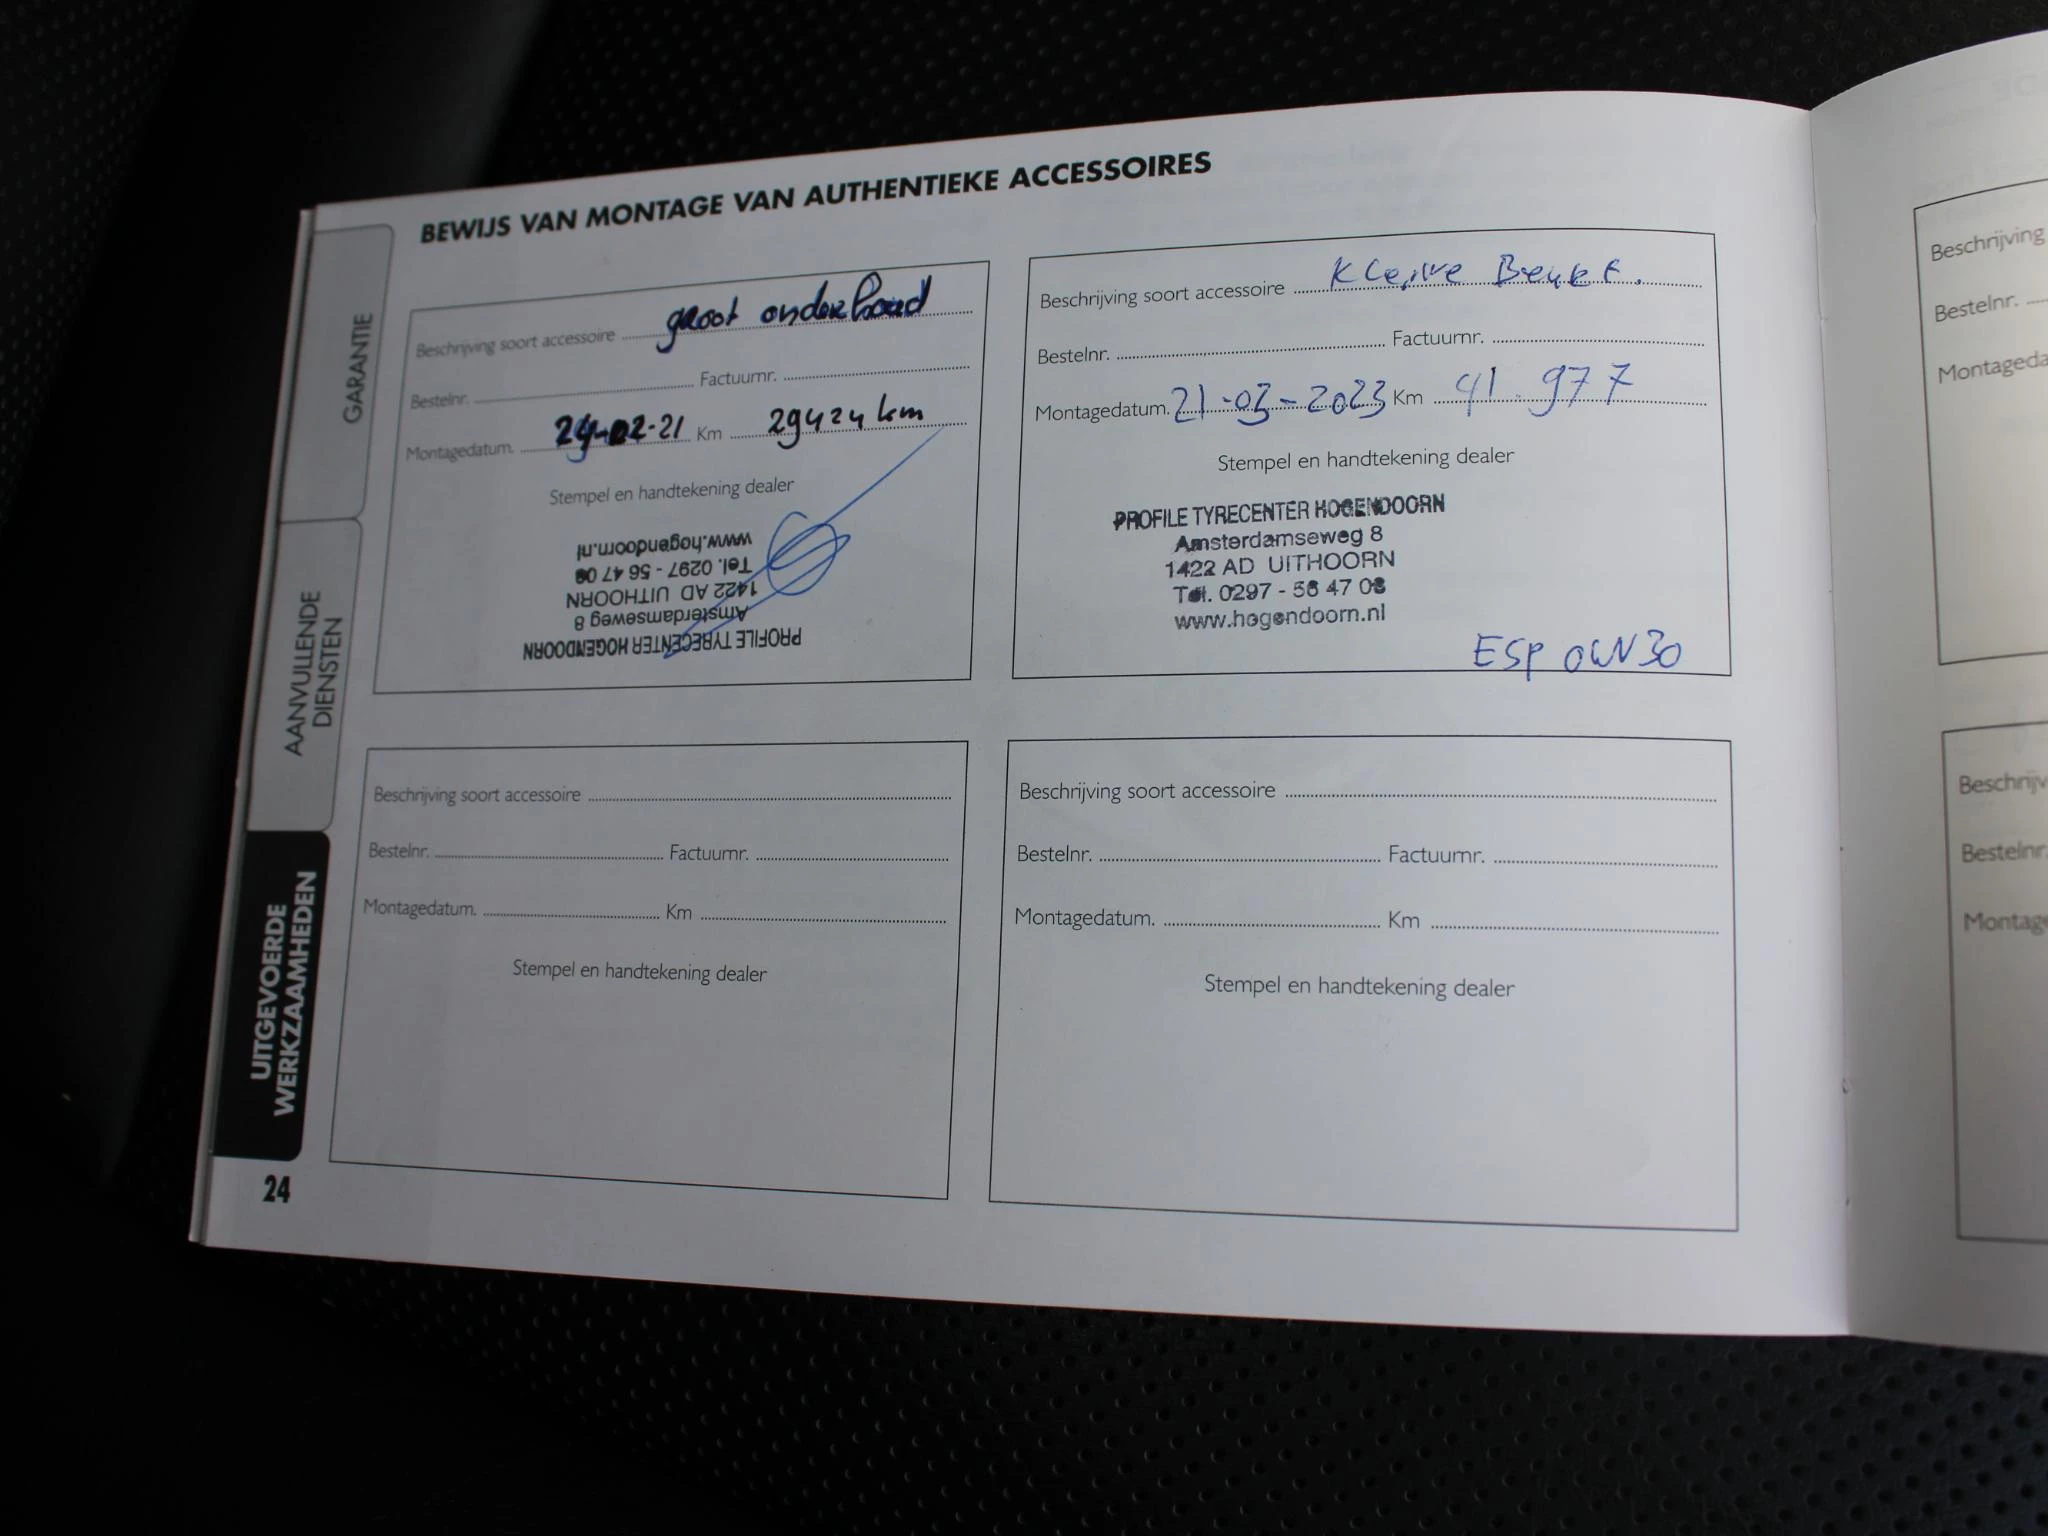 BEWIJS VAN MONTAGE VAN AUTHENTIEKE ACCESSOIRES
GARANTIE
AANVULLENDE
DIENSTEN
UITGEVOERDE
WERKZAAMHEDEN
Beschrijving soort accessoire groot onderhoud
Bestelnr. Factuurnr.
Montagedatum. 02-21 Km 29424 km
Stempel en handtekening dealer
PROFILE TYRECENTER HOGENDOORN
Amsterdamseweg 8
1422 AD UITHOORN
Tel. 0297 - 56 47 08
www.hogendoorn.nl
Beschrijving soort accessoire Kleine Beurt.
Bestelnr. Factuurnr.
Montagedatum. 21-03-2023 Km 41.977
Stempel en handtekening dealer
PROFILE TYRECENTER HOGENDOORN
Amsterdamseweg 8
1422 AD UITHOORN
Tel. 0297 - 56 47 08
www.hogendoorn.nl
ESP 0W30
Beschrijving soort accessoire
Bestelnr. Factuurnr.
Montagedatum. Km
Stempel en handtekening dealer
Beschrijving soort accessoire
Bestelnr. Factuurnr.
Montagedatum. Km
Stempel en handtekening dealer
24
Beschrijving
Bestelnr.
Montageda
Beschrijv
Bestelnr.
Montage